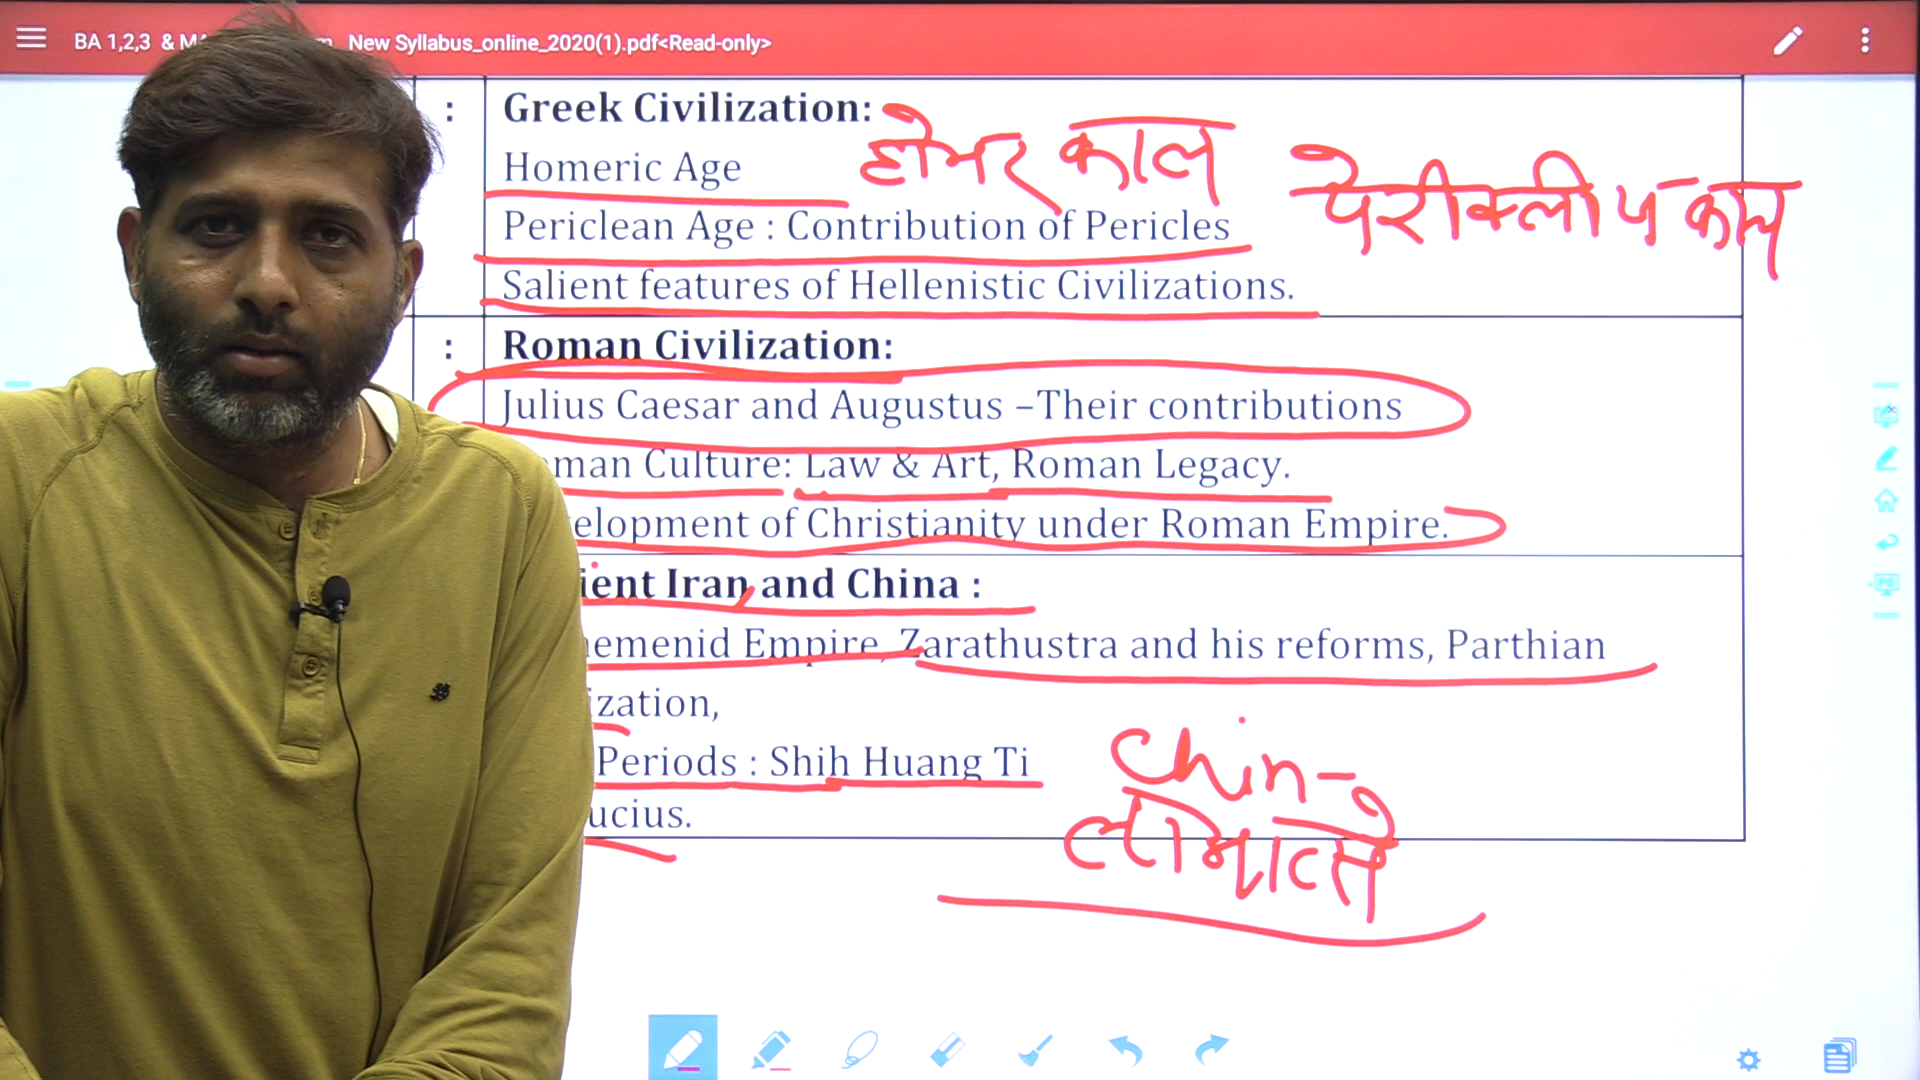 BA 1,2,3 & New Syllabus_online_2020(1).pdf<Read-only>
: Greek Civilization:
Homeric Age होमर काल
Periclean Age : Contribution of Pericles पेरीक्लीय काल
Salient features of Hellenistic Civilizations.
: Roman Civilization:
Julius Caesar and Augustus –Their contributions
man Culture: Law & Art, Roman Legacy.
elopment of Christianity under Roman Empire.
ient Iran and China :
emenid Empire, Zarathustra and his reforms, Parthian
ization,
Periods : Shih Huang Ti
Chin-
ucius.